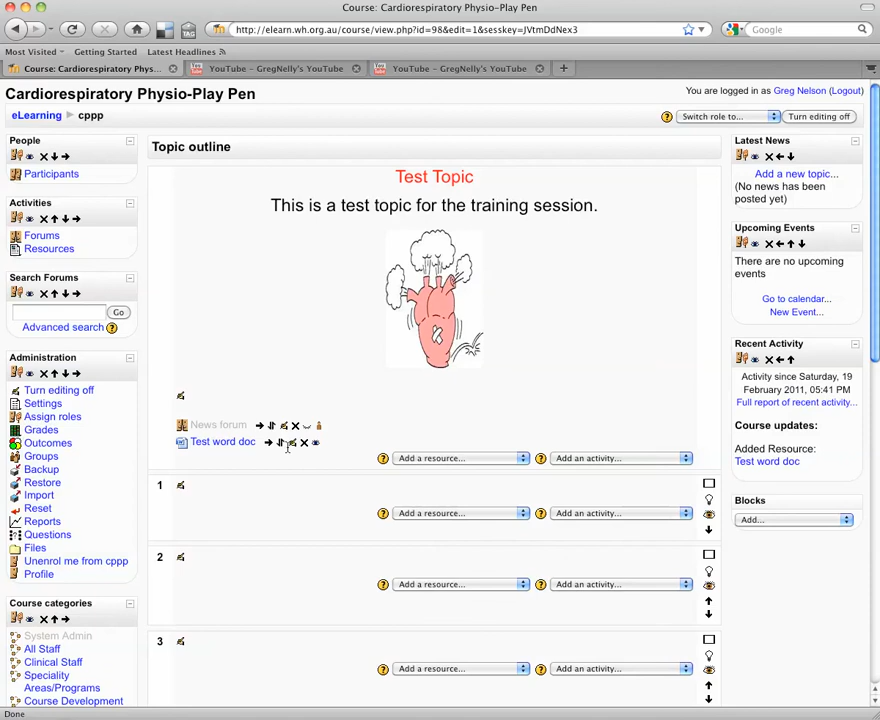 Course: Cardiorespiratory Physio-Play Pen
http://elearn.wh.org.au/course/view.php?id=98&edit=1&sesskey=JVtmDdNex3
Google
Most Visited
Getting Started
Latest Headlines
Course: Cardiorespiratory Phys...
YouTube - GregNelly's YouTube
YouTube - GregNelly's YouTube
Cardiorespiratory Physio-Play Pen
You are logged in as Greg Nelson (Logout)
eLearning ► cppp
Switch role to...
Turn editing off
People
Participants
Activities
Forums
Resources
Search Forums
Go
Advanced search
Administration
Turn editing off
Settings
Assign roles
Grades
Outcomes
Groups
Backup
Restore
Import
Reset
Reports
Questions
Files
Unenrol me from cppp
Profile
Course categories
System Admin
All Staff
Clinical Staff
Speciality
Areas/Programs
Course Development
Topic outline
Test Topic
This is a test topic for the training session.
News forum
Test word doc
Add a resource...
Add an activity...
1
Add a resource...
Add an activity...
2
Add a resource...
Add an activity...
3
Add a resource...
Add an activity...
Latest News
Add a new topic...
(No news has been
posted yet)
Upcoming Events
There are no upcoming
events
Go to calendar...
New Event...
Recent Activity
Activity since Saturday, 19
February 2011, 05:41 PM
Full report of recent activity...
Course updates:
Added Resource:
Test word doc
Blocks
Add...
Done